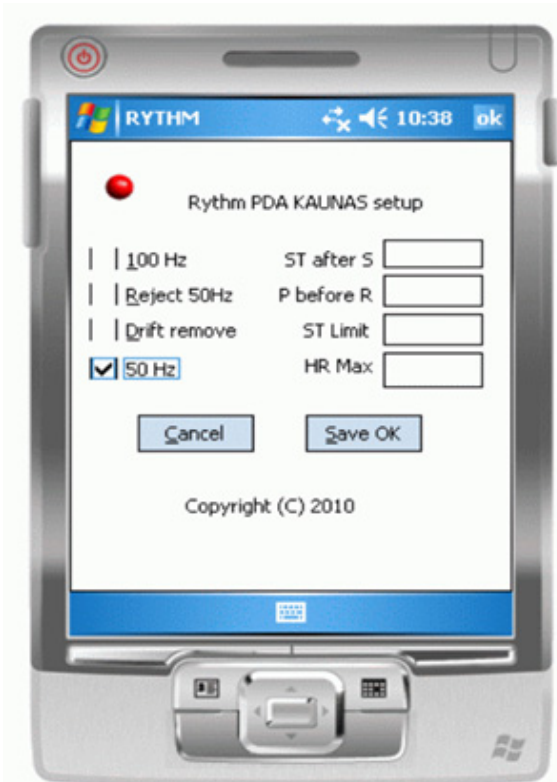 RYTHM 10:38 ok
Rythm PDA KAUNAS setup
100 Hz ST after S
Reject 50Hz P before R
Drift remove ST Limit
50 Hz HR Max
Cancel Save OK
Copyright (C) 2010